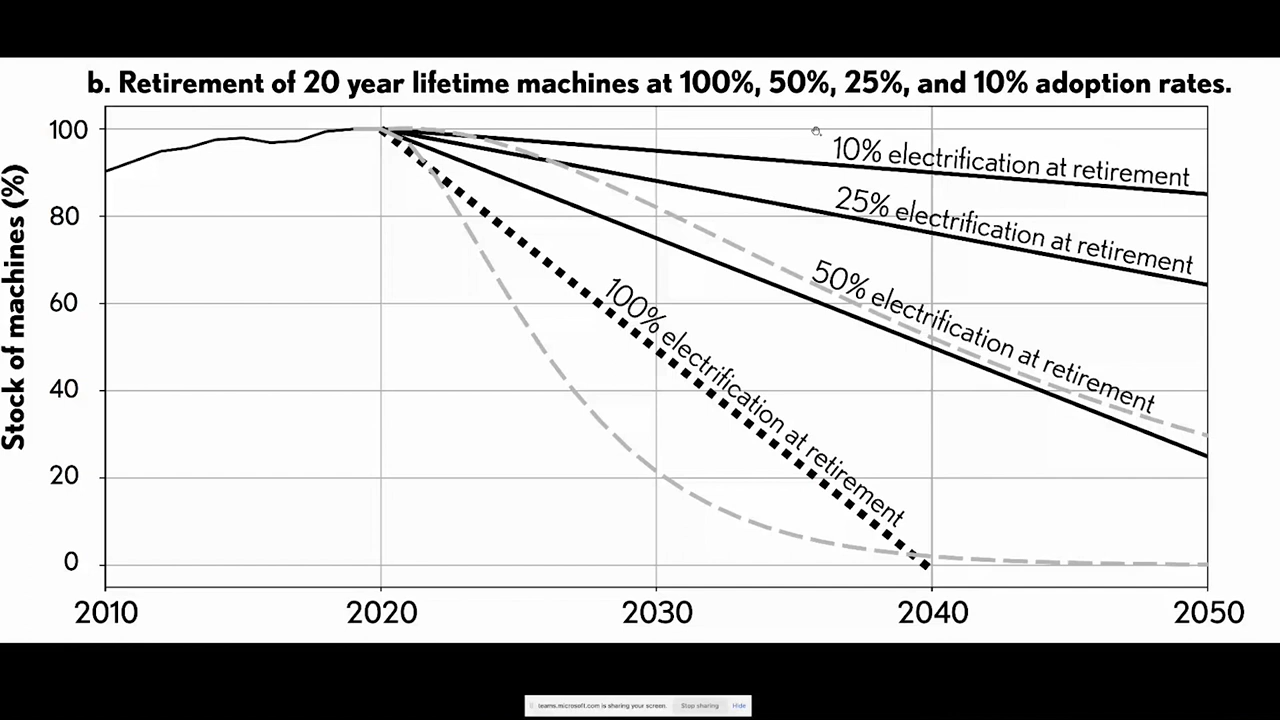 b. Retirement of 20 year lifetime machines at 100%, 50%, 25%, and 10% adoption rates.
Stock of machines (%)
100
80
60
40
20
0
10% electrification at retirement
25% electrification at retirement
50% electrification at retirement
100% electrification at retirement
2010
2020
2030
2040
2050
teams.microsoft.com is sharing your screen.
Stop sharing
Hide